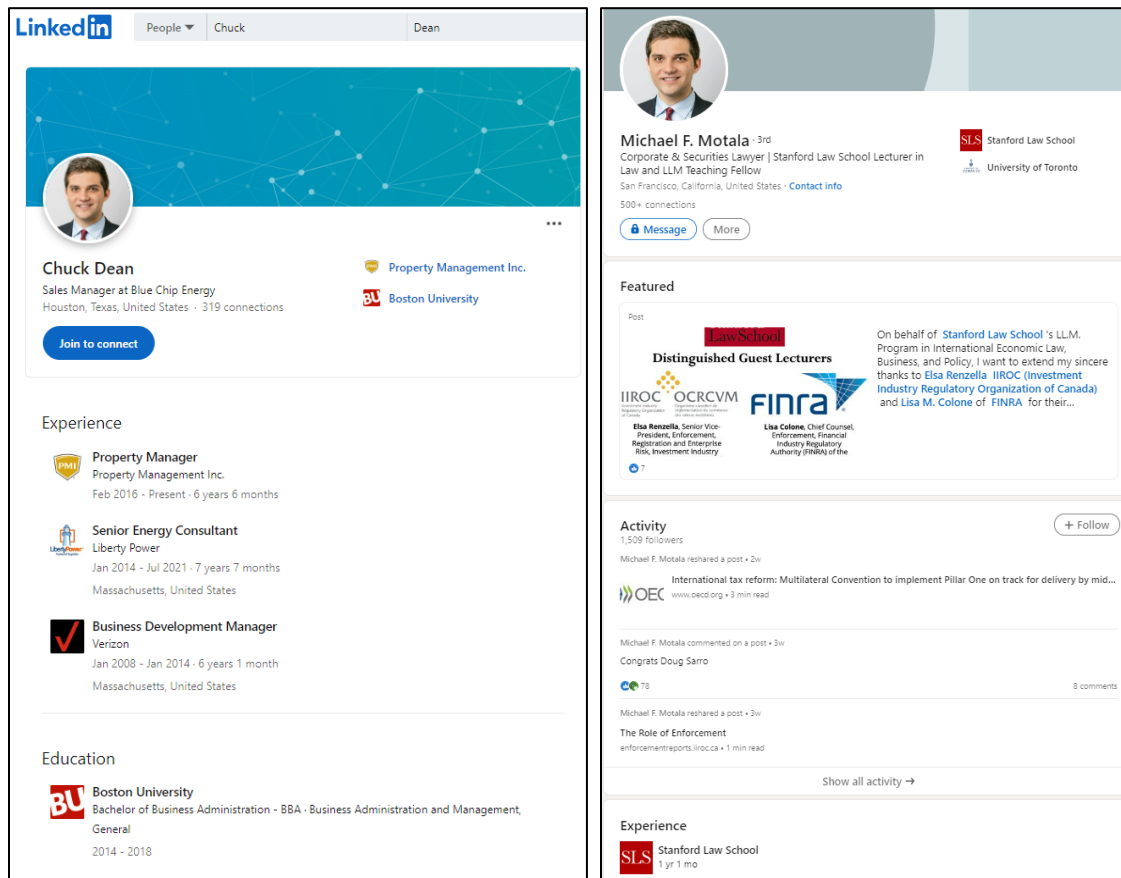 Linked in
People
Chuck
Dean
Chuck Dean
Sales Manager at Blue Chip Energy
Houston, Texas, United States · 319 connections
Join to connect
Property Management Inc.
BU
Boston University
Experience
PMI
Property Manager
Property Management Inc.
Feb 2016 - Present · 6 years 6 months
LibertyPower
Senior Energy Consultant
Liberty Power
Jan 2014 - Jul 2021 · 7 years 7 months
Massachusetts, United States
Business Development Manager
Verizon
Jan 2008 - Jan 2014 · 6 years 1 month
Massachusetts, United States
Education
BU
Boston University
Bachelor of Business Administration - BBA · Business Administration and Management,
General
2014 - 2018
Michael F. Motala · 3rd
Corporate & Securities Lawyer | Stanford Law School Lecturer in
Law and LLM Teaching Fellow
San Francisco, California, United States · Contact info
500+ connections
Message
More
SLS
Stanford Law School
University of Toronto
Featured
Post
LawSchool
Distinguished Guest Lecturers
IIROC OCRCVM
FINra
Elsa Renzella, Senior Vice-
President, Enforcement,
Registration and Enterprise
Risk, Investment Industry
Lisa Colone, Chief Counsel,
Enforcement, Financial
Industry Regulatory
Authority (FINRA) of the
7
On behalf of Stanford Law School 's LL.M.
Program in International Economic Law,
Business, and Policy, I want to extend my sincere
thanks to Elsa Renzella IIROC (Investment
Industry Regulatory Organization of Canada)
and Lisa M. Colone of FINRA for their...
Activity
+ Follow
1,509 followers
Michael F. Motala reshared a post • 2w
OEC
International tax reform: Multilateral Convention to implement Pillar One on track for delivery by mid...
www.oecd.org • 3 min read
Michael F. Motala commented on a post • 3w
Congrats Doug Sarro
78
8 comments
Michael F. Motala reshared a post • 3w
The Role of Enforcement
enforcementreports.iiroc.ca • 1 min read
Show all activity →
Experience
SLS
Stanford Law School
1 yr 1 mo